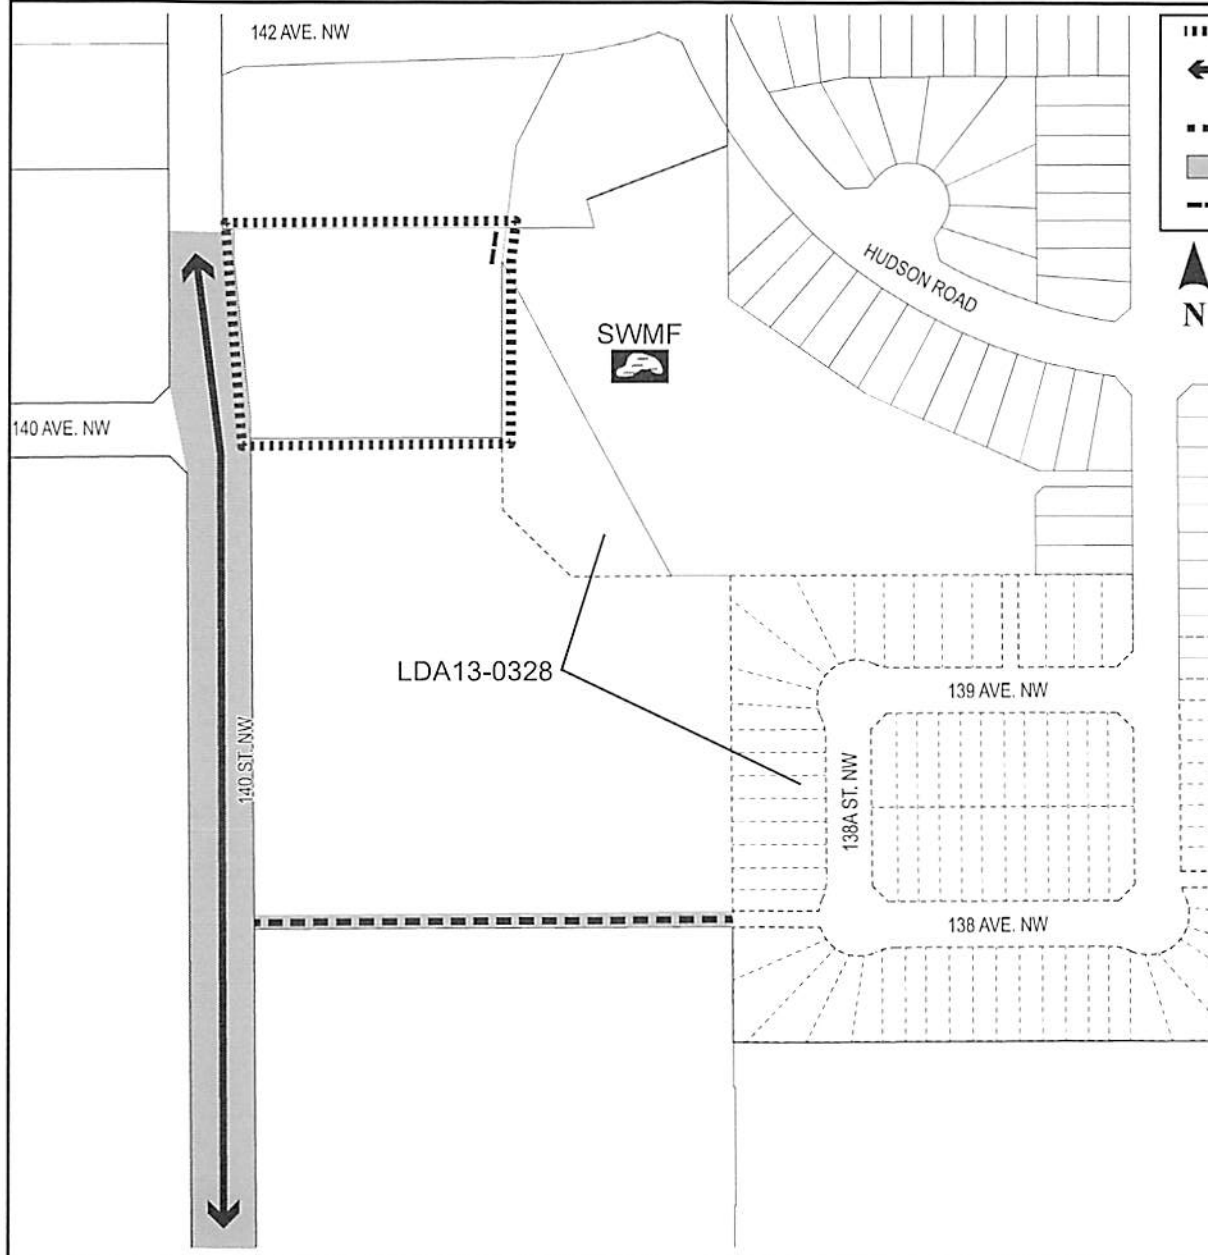 142 AVE. NW
HUDSON ROAD
N
SWMF
140 AVE. NW
LDA13-0328
139 AVE. NW
140 ST. NW
138A ST. NW
138 AVE. NW